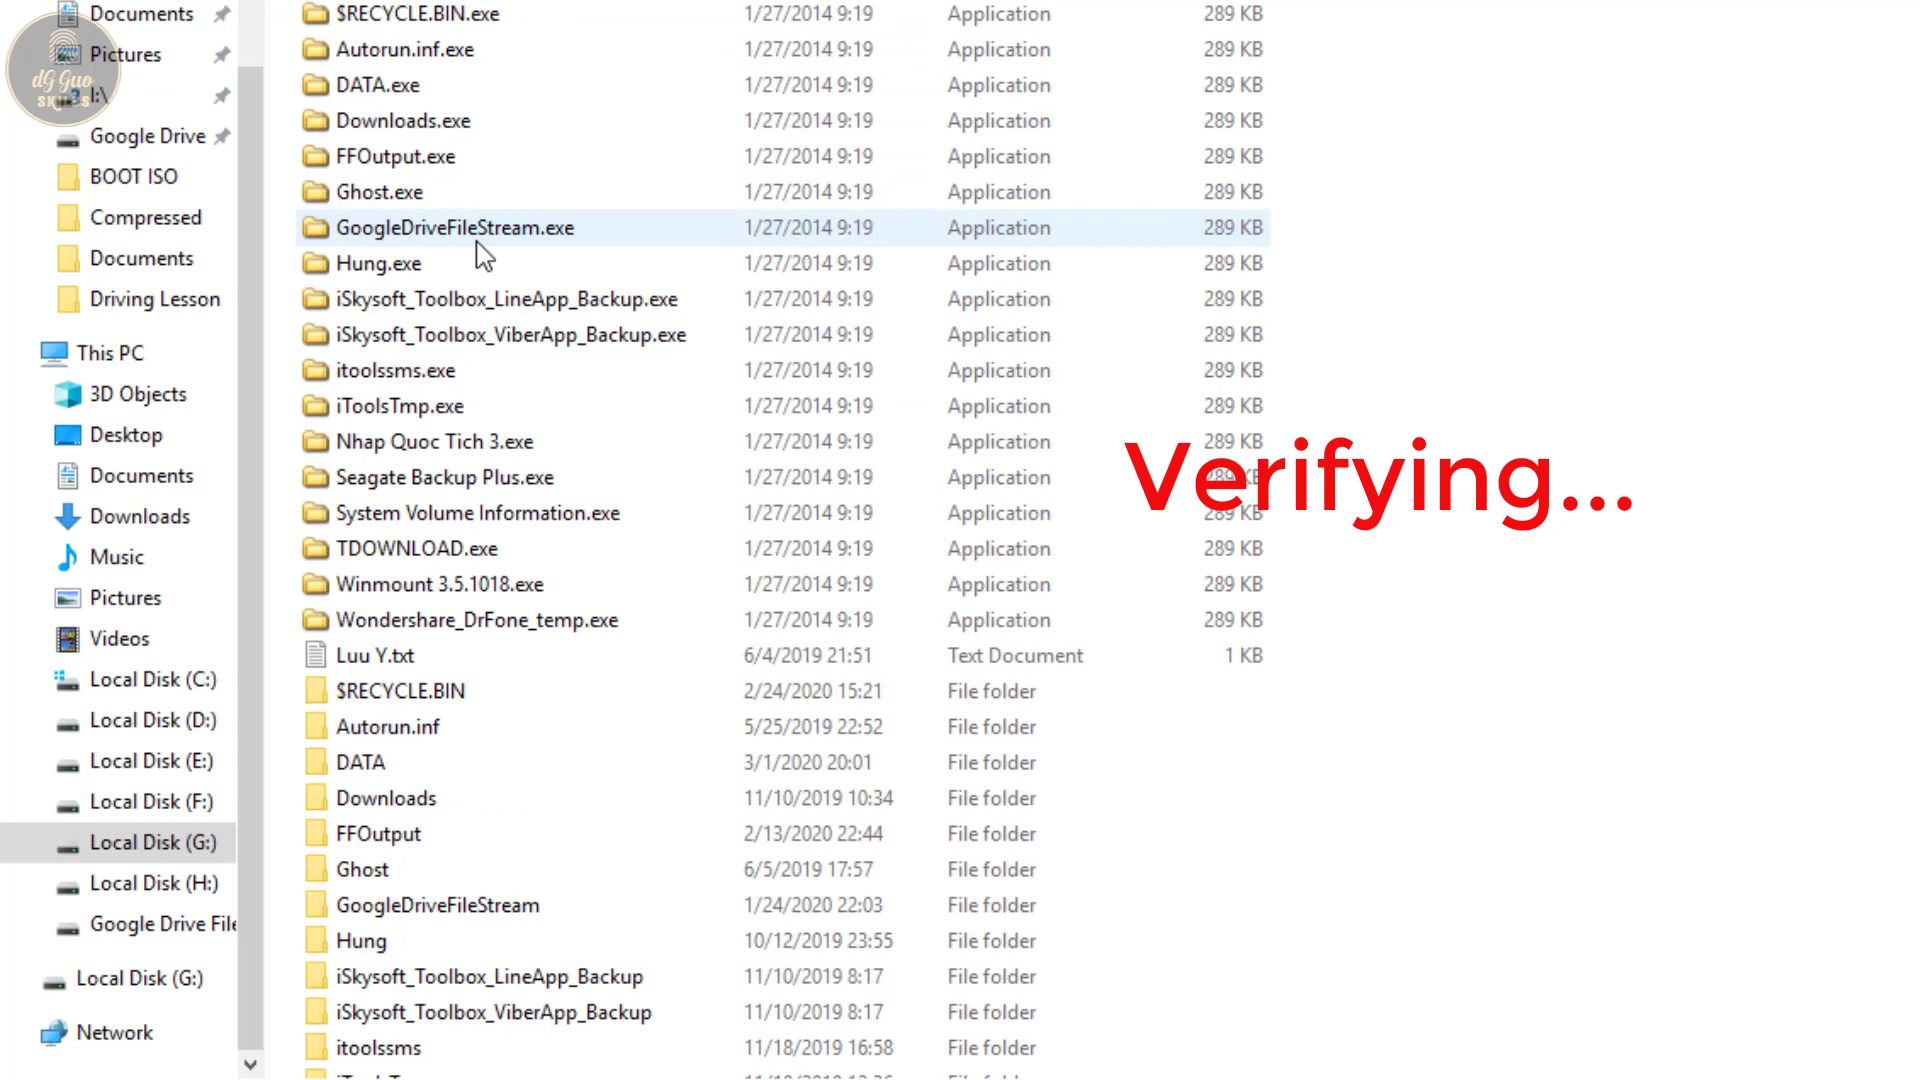 Documents
Pictures
dG Guo
SKILLS
I:\
Google Drive
BOOT ISO
Compressed
Documents
Driving Lesson
This PC
3D Objects
Desktop
Documents
Downloads
Music
Pictures
Videos
Local Disk (C:)
Local Disk (D:)
Local Disk (E:)
Local Disk (F:)
Local Disk (G:)
Local Disk (H:)
Google Drive File
Local Disk (G:)
Network
$RECYCLE.BIN.exe 1/27/2014 9:19 Application 289 KB
Autorun.inf.exe 1/27/2014 9:19 Application 289 KB
DATA.exe 1/27/2014 9:19 Application 289 KB
Downloads.exe 1/27/2014 9:19 Application 289 KB
FFOutput.exe 1/27/2014 9:19 Application 289 KB
Ghost.exe 1/27/2014 9:19 Application 289 KB
GoogleDriveFileStream.exe 1/27/2014 9:19 Application 289 KB
Hung.exe 1/27/2014 9:19 Application 289 KB
iSkysoft_Toolbox_LineApp_Backup.exe 1/27/2014 9:19 Application 289 KB
iSkysoft_Toolbox_ViberApp_Backup.exe 1/27/2014 9:19 Application 289 KB
itoolssms.exe 1/27/2014 9:19 Application 289 KB
iToolsTmp.exe 1/27/2014 9:19 Application 289 KB
Nhap Quoc Tich 3.exe 1/27/2014 9:19 Application 289 KB
Seagate Backup Plus.exe 1/27/2014 9:19 Application 289 KB
Verifying...
System Volume Information.exe 1/27/2014 9:19 Application 289 KB
TDOWNLOAD.exe 1/27/2014 9:19 Application 289 KB
Winmount 3.5.1018.exe 1/27/2014 9:19 Application 289 KB
Wondershare_DrFone_temp.exe 1/27/2014 9:19 Application 289 KB
Luu Y.txt 6/4/2019 21:51 Text Document 1 KB
$RECYCLE.BIN 2/24/2020 15:21 File folder
Autorun.inf 5/25/2019 22:52 File folder
DATA 3/1/2020 20:01 File folder
Downloads 11/10/2019 10:34 File folder
FFOutput 2/13/2020 22:44 File folder
Ghost 6/5/2019 17:57 File folder
GoogleDriveFileStream 1/24/2020 22:03 File folder
Hung 10/12/2019 23:55 File folder
iSkysoft_Toolbox_LineApp_Backup 11/10/2019 8:17 File folder
iSkysoft_Toolbox_ViberApp_Backup 11/10/2019 8:17 File folder
itoolssms 11/18/2019 16:58 File folder